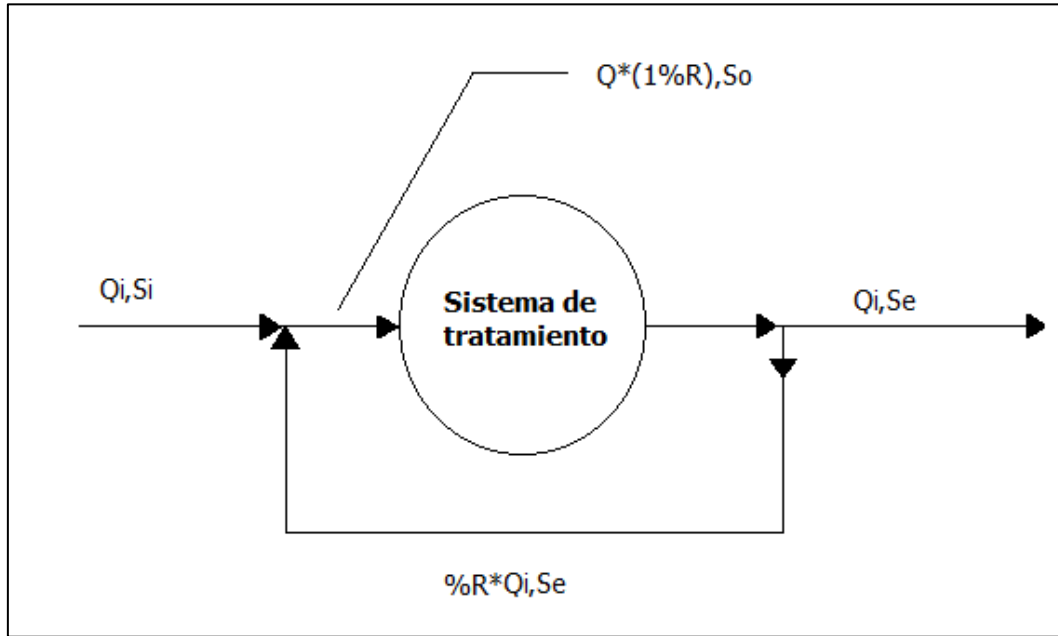 Q*(1%R),So
Qi,Si
Sistema de
tratamiento
Qi,Se
%R*Qi,Se